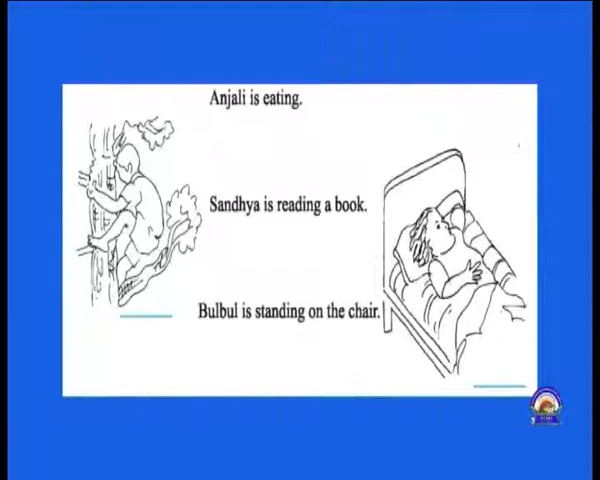 Anjali is eating.
Sandhya is reading a book.
Bulbul is standing on the chair.